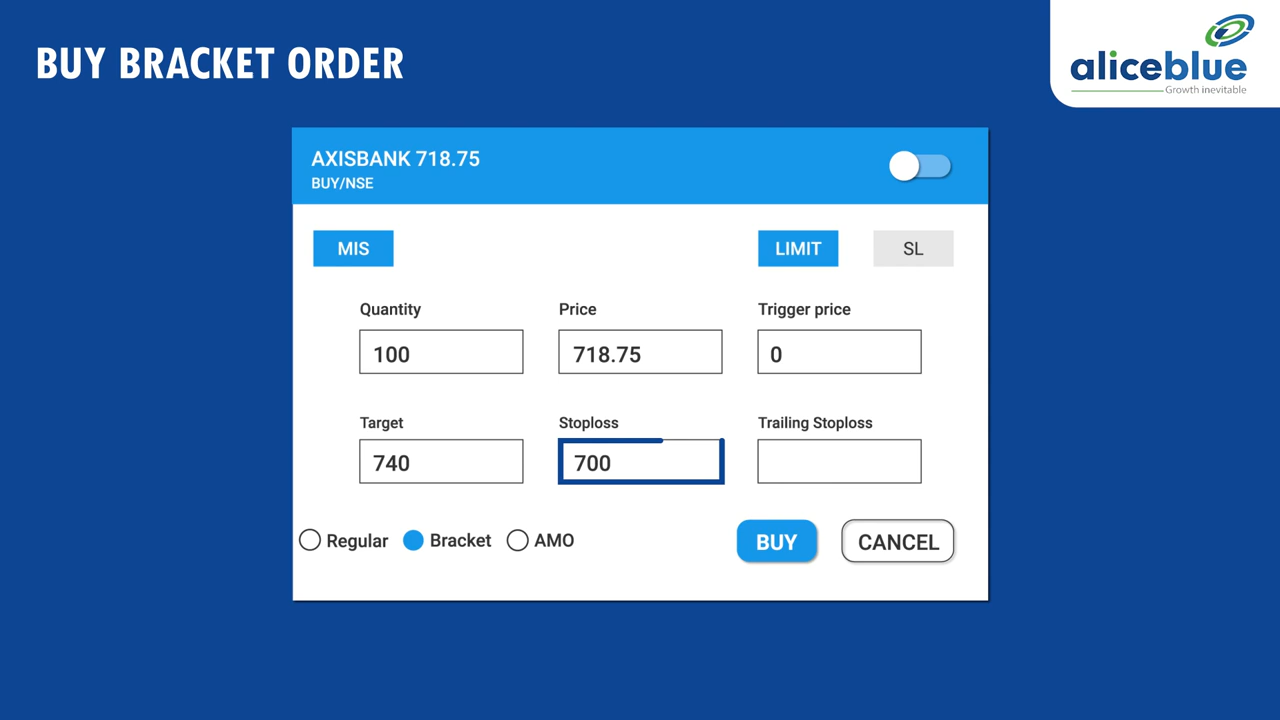 BUY BRACKET ORDER
aliceblue
Growth inevitable
AXISBANK 718.75
BUY/NSE
MIS
LIMIT
SL
Quantity
Price
Trigger price
100
718.75
0
Target
Stoploss
Trailing Stoploss
740
700
Regular
Bracket
AMO
BUY
CANCEL